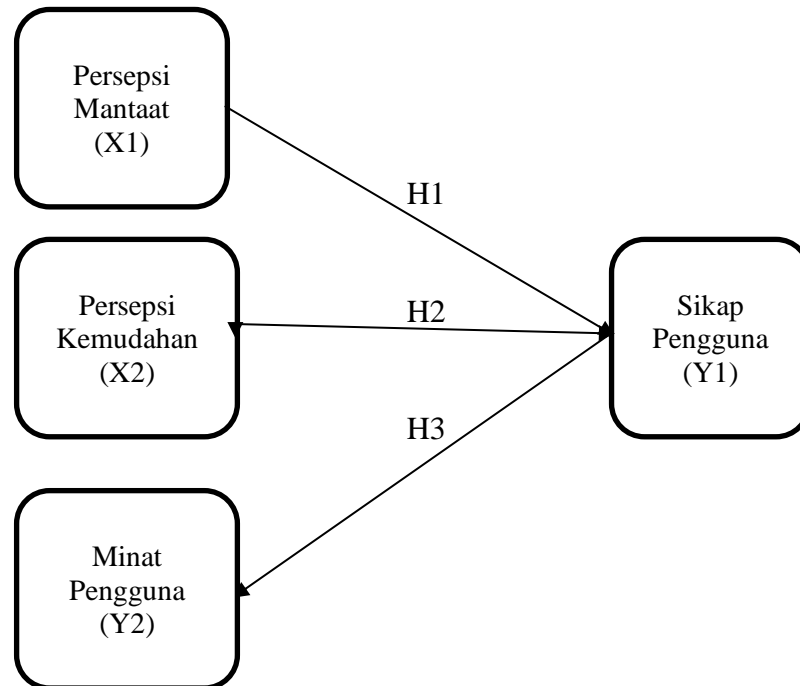 Persepsi
Mantaat
(X1)
H1
Persepsi
Kemudahan
(X2)
H2
Sikap
Pengguna
(Y1)
H3
Minat
Pengguna
(Y2)